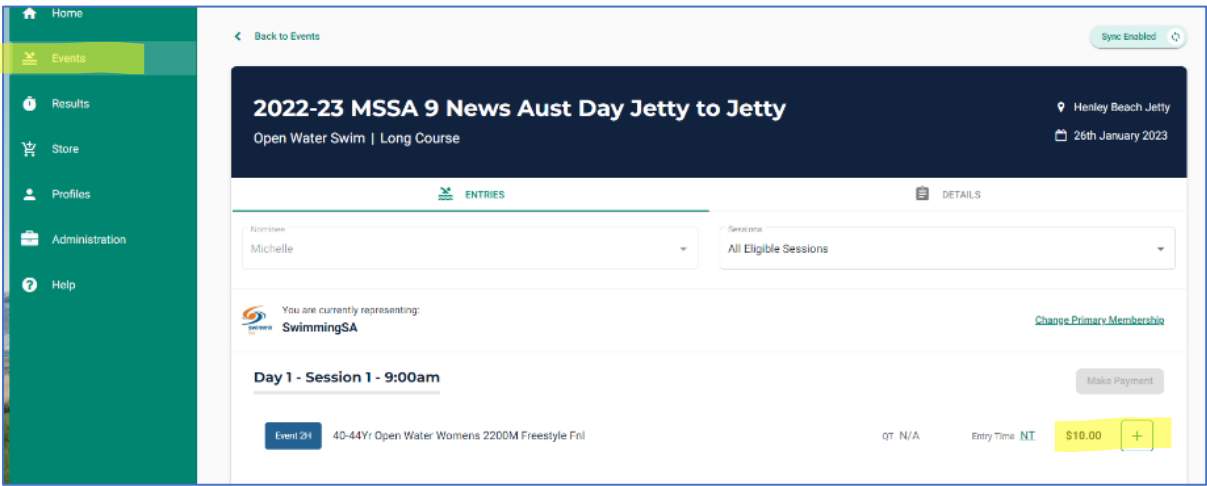 Home
Events
Results
Store
Profiles
Administration
Help
Back to Events
Sync Enabled
2022-23 MSSA 9 News Aust Day Jetty to Jetty
Open Water Swim | Long Course
Henley Beach Jetty
26th January 2023
ENTRIES
DETAILS
Nominee
Michelle
Sessions
All Eligible Sessions
You are currently representing:
SwimmingSA
Change Primary Membership
Day 1 - Session 1 - 9:00am
Make Payment
Event 2H 40-44Yr Open Water Womens 2200M Freestyle Fnl QT N/A Entry Time NT $10.00 +